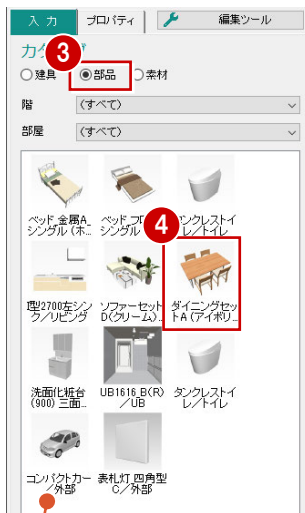 入 力 プロパティ 編集ツール
カタ
3
建具 部品 素材
階 (すべて)
部屋 (すべて)
4
ベッド_金属A_
シングル (ホ...
ベッド_フロ
シングル
タンクレストイ
レ/トイレ
I型2700左シン
ク/リビング
ソファーセット
D(クリーム)...
ダイニングセッ
トA (アイボリ...
洗面化粧台
(900) 三面...
UB1616_B(R)
/UB
タンクレストイ
レ/トイレ
コンパクトカー
/外部
表札灯_四角型
C/外部